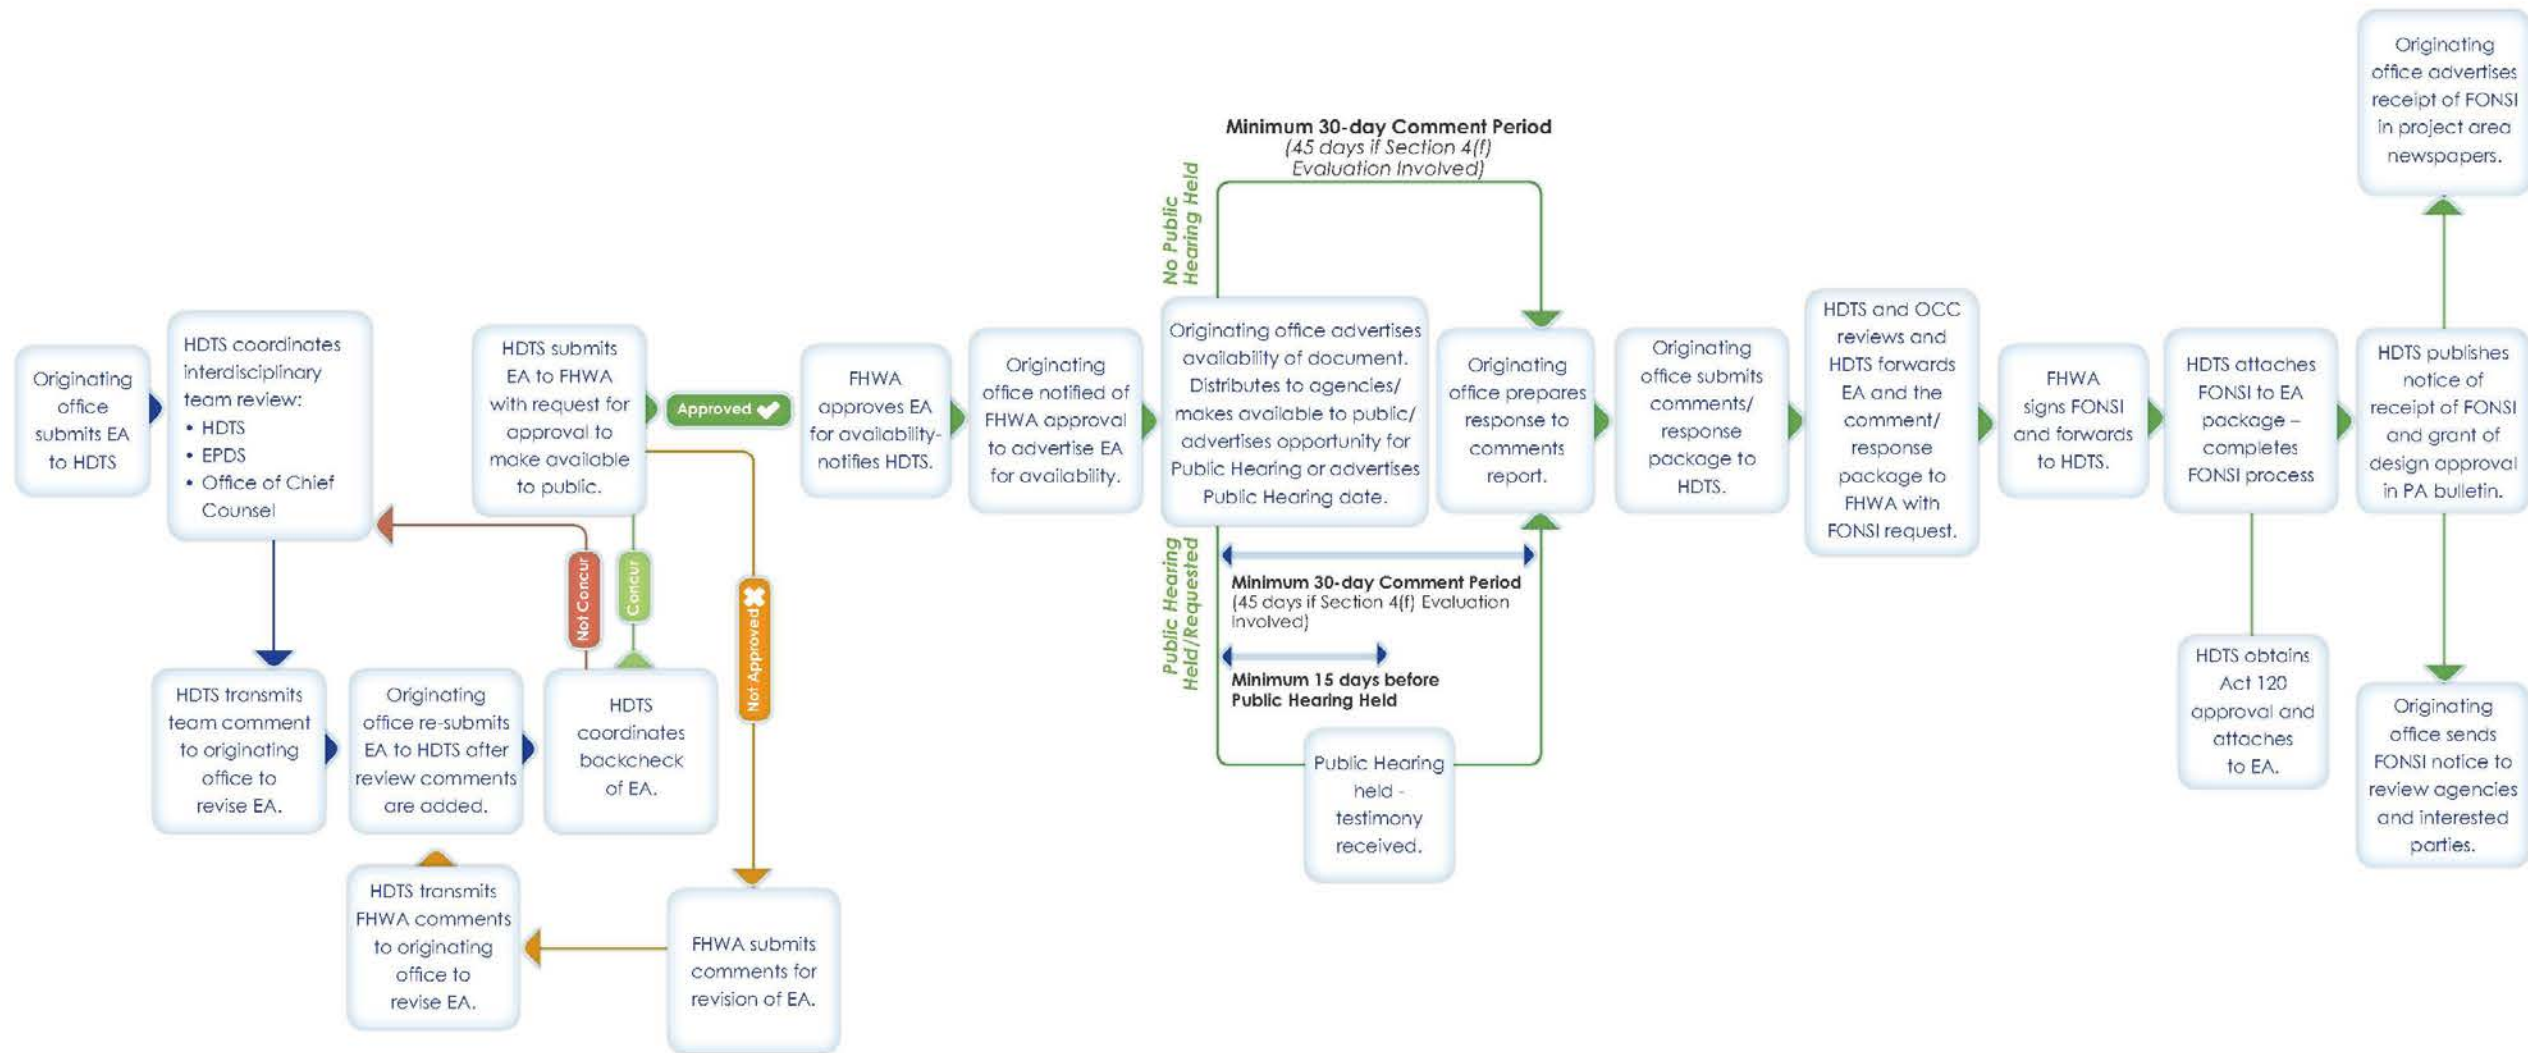 Originating
office
submits EA
to HDTS
HDTS coordinates
interdisciplinary
team review:
• HDTS
• EPDS
• Office of Chief
Counsel
HDTS transmits
team comment
to originating
office to
revise EA.
Originating
office re-submits
EA to HDTS after
review comments
are added.
HDTS
coordinates
backcheck
of EA.
Not Concur
Concur
HDTS submits
EA to FHWA
with request for
approval to
make available
to public.
Approved
Not Approved
FHWA submits
comments for
revision of EA.
HDTS transmits
FHWA comments
to originating
office to
revise EA.
FHWA
approves EA
for availability-
notifies HDTS.
Originating
office notified of
FHWA approval
to advertise EA
for availability.
Originating office advertises
availability of document.
Distributes to agencies/
makes available to public/
advertises opportunity for
Public Hearing or advertises
Public Hearing date.
No Public
Hearing Held
Minimum 30-day Comment Period
(45 days if Section 4(f)
Evaluation Involved)
Public Hearing
Held/Requested
Minimum 30-day Comment Period
(45 days if Section 4(f) Evaluation
Involved)
Minimum 15 days before
Public Hearing Held
Public Hearing
held -
testimony
received.
Originating
office prepares
response to
comments
report.
Originating
office submits
comments/
response
package to
HDTS.
HDTS and OCC
reviews and
HDTS forwards
EA and the
comment/
response
package to
FHWA with
FONSI request.
FHWA
signs FONSI
and forwards
to HDTS.
HDTS attaches
FONSI to EA
package –
completes
FONSI process
HDTS obtains
Act 120
approval and
attaches
to EA.
HDTS publishes
notice of
receipt of FONSI
and grant of
design approval
in PA bulletin.
Originating
office advertises
receipt of FONSI
in project area
newspapers.
Originating
office sends
FONSI notice to
review agencies
and interested
parties.